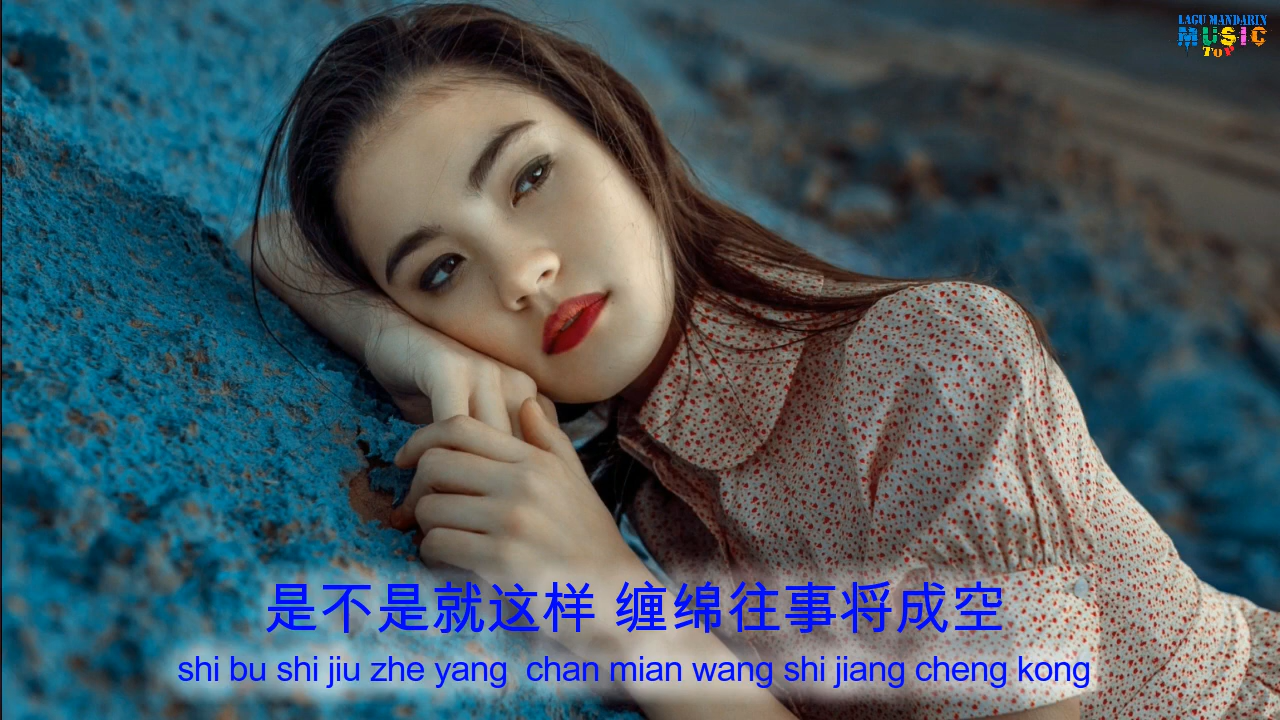 LAGU MANDARIN
MUSIC
TOP
是不是就这样 缠绵往事将成空
shi bu shi jiu zhe yang  chan mian wang shi jiang cheng kong